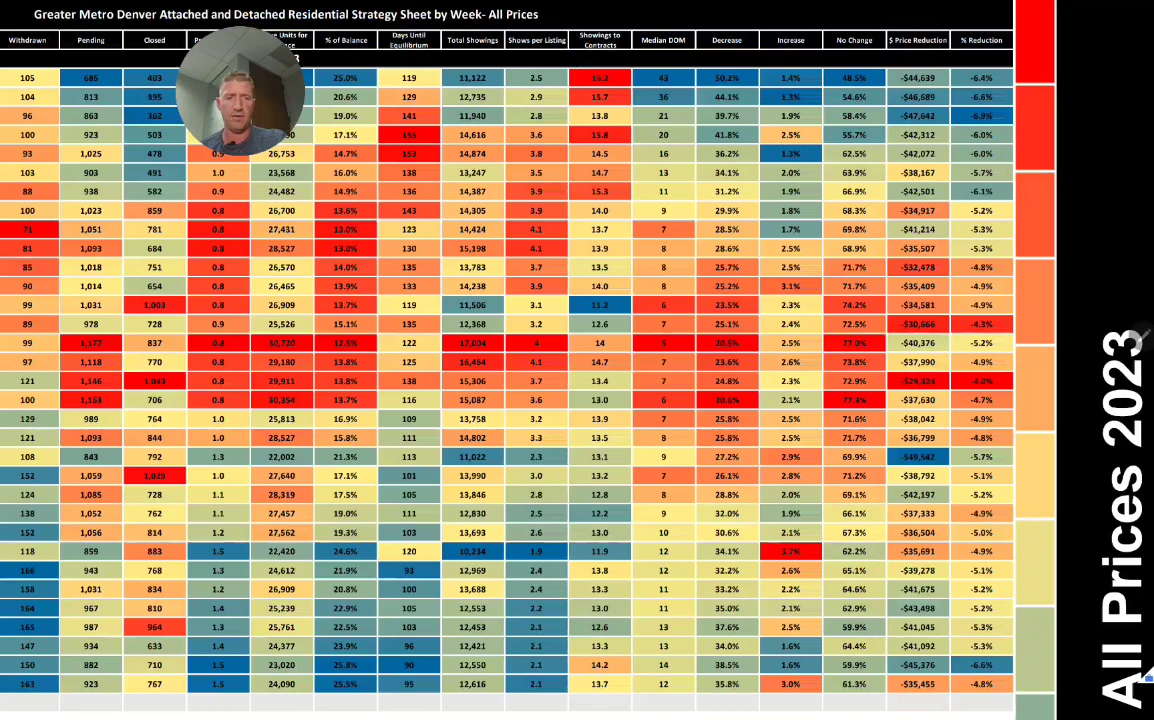 Greater Metro Denver Attached and Detached Residential Strategy Sheet by Week- All Prices
Withdrawn Pending Closed % of Balance Days Until Equilibrium Total Showings Shows per Listing Showings to Contracts Median DOM Decrease Increase No Change $ Price Reduction % Reduction
105 685 403 25.0% 119 11,122 2.5 16.2 43 50.2% 1.4% 48.5% -$44,639 -6.4%
104 813 395 20.6% 129 12,735 2.9 15.7 36 44.1% 1.3% 54.6% -$46,689 -6.6%
96 863 362 19.0% 141 11,940 2.8 13.8 21 39.7% 1.9% 58.4% -$47,642 -6.9%
100 923 503 17.1% 155 14,616 3.6 15.8 20 41.8% 2.5% 55.7% -$42,312 -6.0%
93 1,025 478 0.9 26,753 14.7% 153 14,874 3.8 14.5 16 36.2% 1.3% 62.5% -$42,072 -6.0%
103 903 491 1.0 23,568 16.0% 138 13,247 3.5 14.7 13 34.1% 2.0% 63.9% -$38,167 -5.7%
88 938 582 0.9 24,482 14.9% 136 14,387 3.9 15.3 11 31.2% 1.9% 66.9% -$42,501 -6.1%
100 1,023 859 0.8 26,700 13.6% 143 14,305 3.9 14.0 9 29.9% 1.8% 68.3% -$34,917 -5.2%
71 1,051 781 0.8 27,431 13.0% 123 14,424 4.1 13.7 7 28.5% 1.7% 69.8% -$41,214 -5.3%
81 1,093 684 0.8 28,527 13.0% 130 15,198 4.1 13.9 8 28.6% 2.5% 68.9% -$35,507 -5.3%
85 1,018 751 0.8 26,570 14.0% 135 13,783 3.7 13.5 8 25.7% 2.5% 71.7% -$32,478 -4.8%
90 1,014 654 0.8 26,465 13.9% 133 14,238 3.9 14.0 8 25.2% 3.1% 71.7% -$35,409 -4.9%
99 1,031 1,003 0.8 26,909 13.7% 119 11,506 3.1 11.2 6 23.5% 2.3% 74.2% -$34,581 -4.9%
89 978 728 0.9 25,526 15.1% 135 12,368 3.2 12.6 7 25.1% 2.4% 72.5% -$30,666 -4.3%
99 1,177 837 0.8 30,720 12.5% 122 17,004 4 14 5 20.5% 2.5% 77.0% -$40,376 -5.2%
97 1,118 770 0.8 29,180 13.8% 125 16,464 4.1 14.7 7 23.6% 2.6% 73.8% -$37,990 -4.9%
121 1,146 0.8 29,911 13.8% 138 15,306 3.7 13.4 7 24.8% 2.3% 72.9% -$29,324 -4.0%
100 1,163 706 0.8 30,354 13.7% 116 15,087 3.6 13.0 6 20.6% 2.1% 77.3% -$37,630 -4.7%
129 989 764 1.0 25,813 16.9% 109 13,758 3.2 13.9 7 25.8% 2.5% 71.6% -$38,042 -4.9%
121 1,093 844 1.0 28,527 15.8% 111 14,802 3.3 13.5 8 25.8% 2.5% 71.7% -$36,799 -4.8%
108 843 792 1.3 22,002 21.3% 113 11,022 2.3 13.1 9 27.2% 2.9% 69.9% -$49,542 -5.7%
152 1,059 1,029 1.0 27,640 17.1% 101 13,990 3.0 13.2 7 26.1% 2.8% 71.2% -$38,792 -5.1%
124 1,085 728 1.1 28,319 17.5% 105 13,846 2.8 12.8 8 28.8% 2.0% 69.1% -$42,197 -5.2%
138 1,052 762 1.1 27,457 19.0% 111 12,830 2.5 12.2 9 32.0% 1.9% 66.1% -$37,333 -4.9%
152 1,056 814 1.2 27,562 19.3% 110 13,693 2.6 13.0 10 30.6% 2.1% 67.3% -$36,504 -5.0%
118 859 883 1.5 22,420 24.6% 120 10,234 1.9 11.9 12 34.1% 3.7% 62.2% -$35,691 -4.9%
166 943 768 1.3 24,612 21.9% 93 12,969 2.4 13.8 12 32.2% 2.6% 65.1% -$39,278 -5.1%
158 1,031 834 1.2 26,909 20.8% 100 13,688 2.4 13.3 11 33.2% 2.2% 64.6% -$41,675 -5.2%
164 967 810 1.4 25,239 22.9% 105 12,553 2.2 13.0 11 35.0% 2.1% 62.9% -$43,498 -5.2%
165 987 964 1.3 25,761 22.5% 103 12,453 2.1 12.6 13 37.6% 2.5% 59.9% -$41,045 -5.3%
147 934 633 1.4 24,377 23.9% 96 12,421 2.1 13.3 13 34.0% 1.6% 64.4% -$41,092 -5.3%
150 882 710 1.5 23,020 25.8% 90 12,550 2.1 14.2 14 38.5% 1.6% 59.9% -$45,376 -6.6%
163 923 767 1.5 24,090 25.5% 95 12,616 2.1 13.7 12 35.8% 3.0% 61.3% -$35,455 -4.8%
All Prices 2023